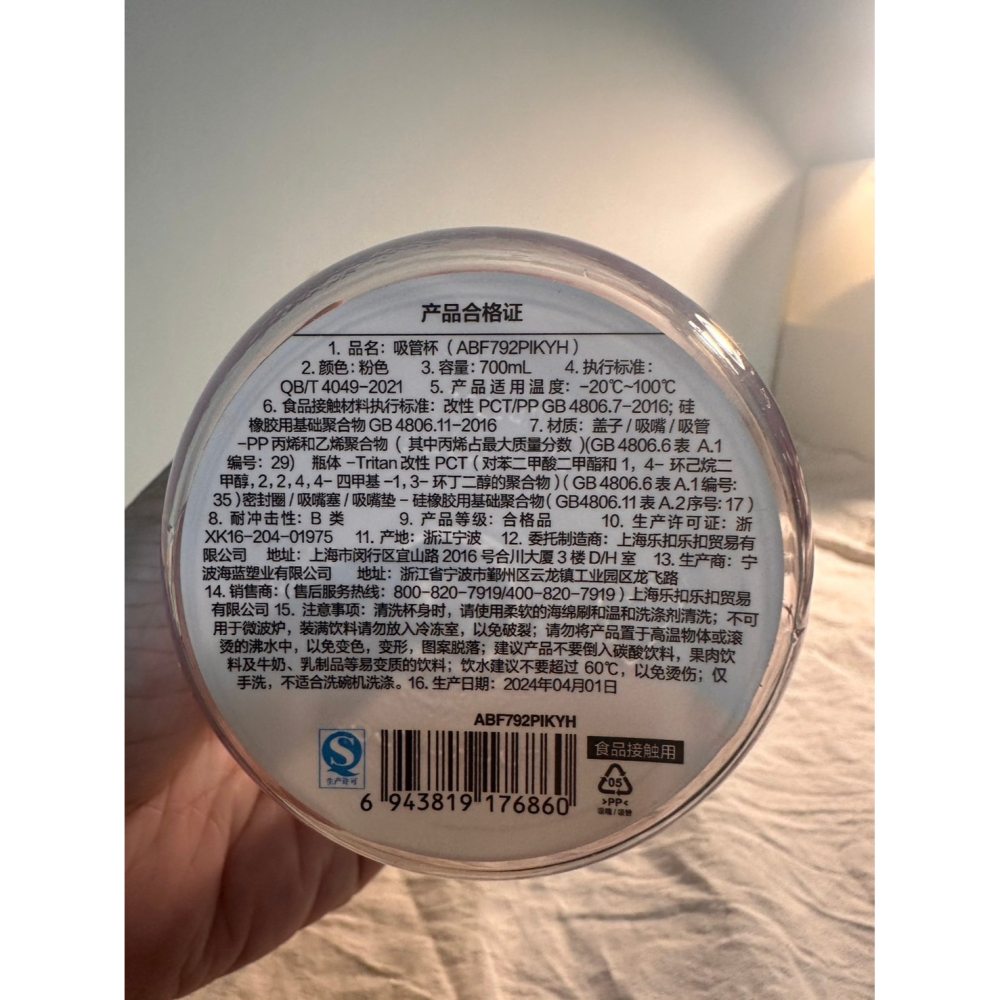 产品合格证
1. 品名：吸管杯（ABF792PIKYH）
2. 颜色：粉色 3. 容量：700mL 4. 执行标准：
QB/T 4049-2021 5. 产品适用温度：-20℃~100℃
6. 食品接触材料执行标准：改性 PCT/PP GB 4806.7-2016；硅
橡胶用基础聚合物 GB 4806.11-2016 7. 材质：盖子/吸嘴/吸管
-PP 丙烯和乙烯聚合物（其中丙烯占最大质量分数）(GB 4806.6 表 A.1
编号：29) 瓶体 -Tritan 改性 PCT（对苯二甲酸二甲酯和 1，4- 环己烷二
甲醇，2，2，4，4- 四甲基 -1，3- 环丁二醇的聚合物）(GB 4806.6 表 A.1 编号：
35) 密封圈/吸嘴塞/吸嘴垫 - 硅橡胶用基础聚合物（GB4806.11 表 A.2 序号：17）
8. 耐冲击性：B 类 9. 产品等级：合格品 10. 生产许可证：浙
XK16-204-01975 11. 产地：浙江宁波 12. 委托制造商：上海乐扣乐扣贸易有
限公司 地址：上海市闵行区宜山路 2016 号合川大厦 3 楼 D/H 室 13. 生产商：宁
波海蓝塑业有限公司 地址：浙江省宁波市鄞州区云龙镇工业园区龙飞路
14. 销售商：（售后服务热线：800-820-7919/400-820-7919）上海乐扣乐扣贸易
有限公司 15. 注意事项：清洗杯身时，请使用柔软的海绵刷和温和洗涤剂清洗；不可
用于微波炉，装满饮料请勿放入冷冻室，以免破裂；请勿将产品置于高温物体或滚
烫的沸水中，以免变色，变形，图案脱落；建议产品不要倒入碳酸饮料，果肉饮
料及牛奶、乳制品等易变质的饮料；饮水建议不要超过 60℃，以免烫伤；仅
手洗，不适合洗碗机洗涤。16. 生产日期：2024年04月01日
ABF792PIKYH
生产许可
6 943819 176860
食品接触用
05
>PP<
吸嘴/吸管